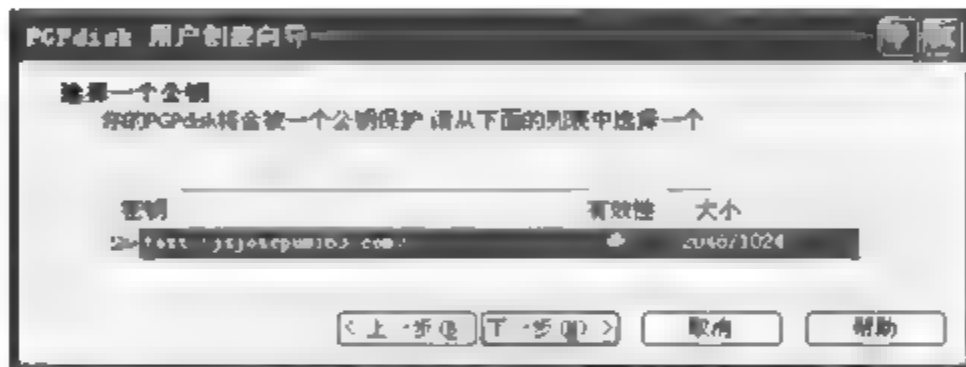 PGPdisk 用户创建向导
选择一个公钥
你的PGPdisk将会被一个公钥保护 请从下面的列表中选择一个
密钥 有效性 大小
test 2048/1024
< 上一步(B) 下一步(N) > 取消 帮助